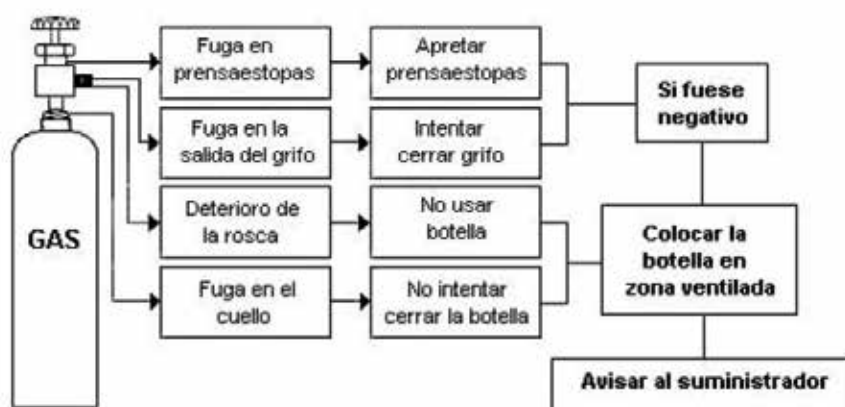 GAS
Fuga en
prensaestopas
Apretar
prensaestopas
Fuga en la
salida del grifo
Intentar
cerrar grifo
Deterioro de
la rosca
No usar
botella
Fuga en el
cuello
No intentar
cerrar la botella
Si fuese
negativo
Colocar la
botella en
zona ventilada
Avisar al suministrador